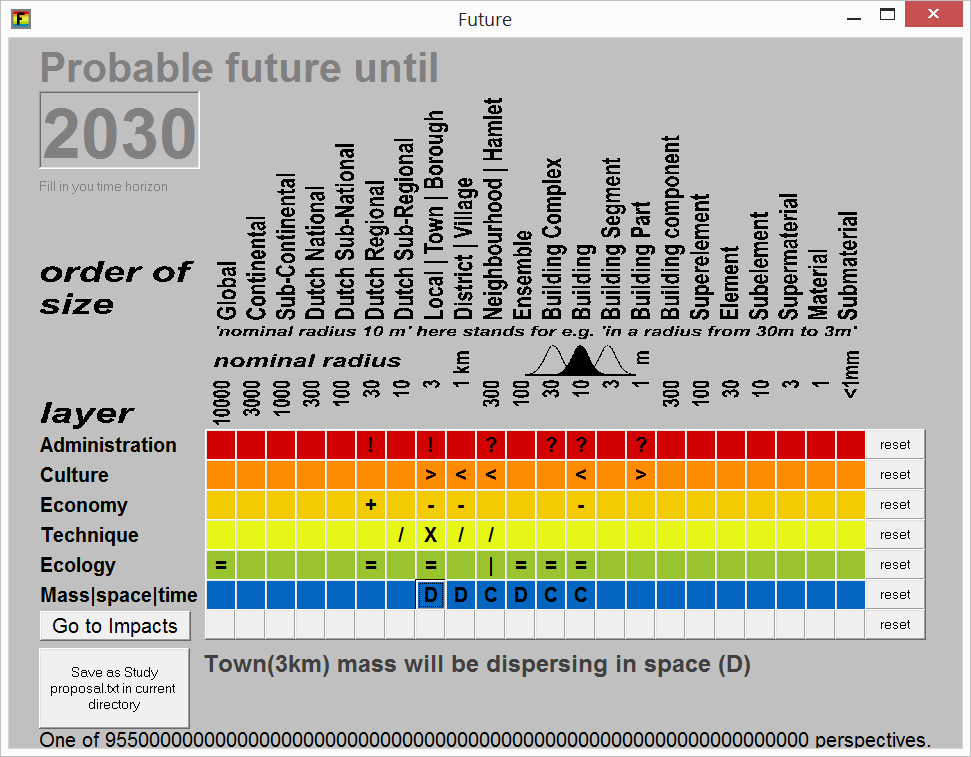 Future
Probable future until
2030
Fill in you time horizon
order of size
Global
Continental
Sub-Continental
Dutch National
Dutch Sub-National
Dutch Regional
Dutch Sub-Regional
Local | Town | Borough
District | Village
Neighbourhood | Hamlet
Ensemble
Building Complex
Building
Building Segment
Building Part
Building component
Superelement
Element
Subelement
Supermaterial
Material
Submaterial
'nominal radius 10 m' here stands for e.g. 'in a radius from 30m to 3m'
nominal radius
10000 3000 1000 300 100 30 10 3 1 km 300 100 30 10 3 1 m 300 100 30 10 3 1 <1mm
layer
Administration ! ! ? ? ? ? reset
Culture > < < < > reset
Economy + - - - reset
Technique / X / / reset
Ecology = = = | = = = reset
Mass|space|time D D C D C C reset
Go to Impacts reset
Save as Study
proposal.txt in current
directory
Town(3km) mass will be dispersing in space (D)
One of 955000000000000000000000000000000000000000000000000000000000000 perspectives.